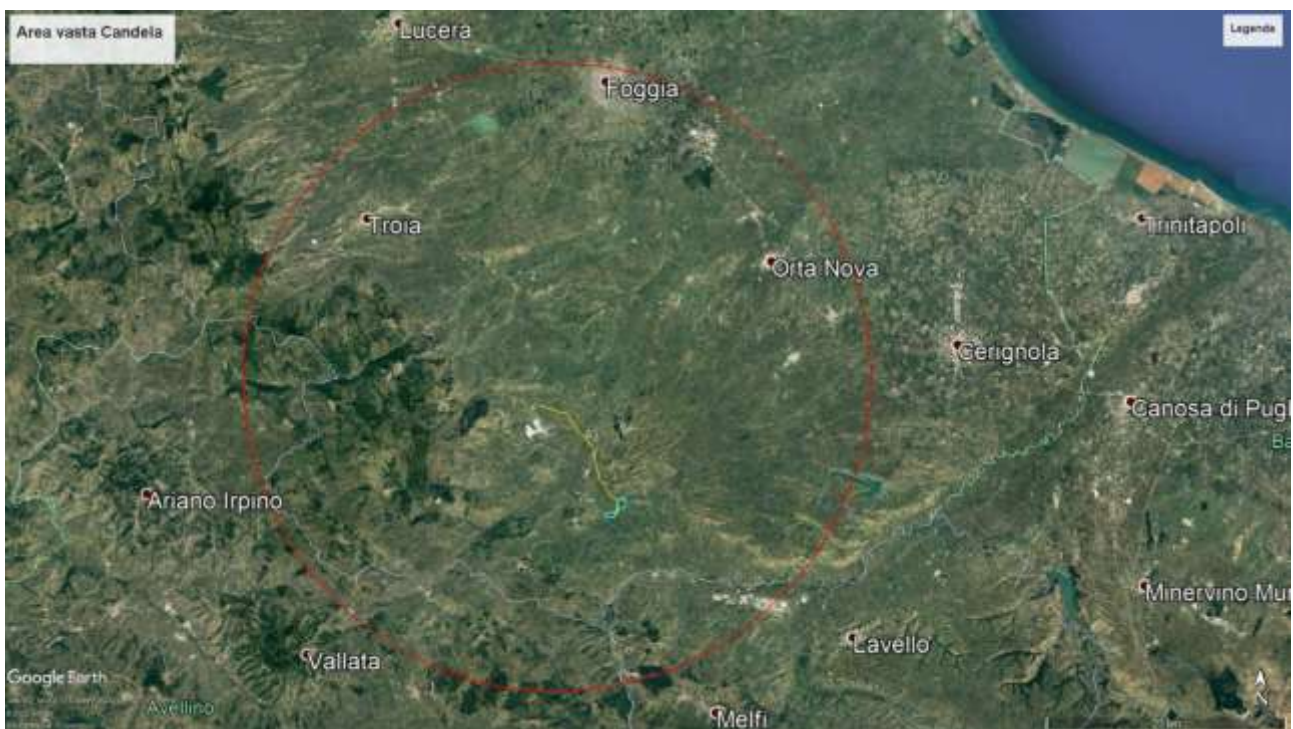 Area vasta Candela
Lucera
Legenda
Foggia
Troia
Trinitapoli
Orta Nova
Cerignola
Canosa di Pugl
Ba
Ariano Irpino
Minervino Mur
Lavello
Vallata
Google Earth
Avellino
Melfi